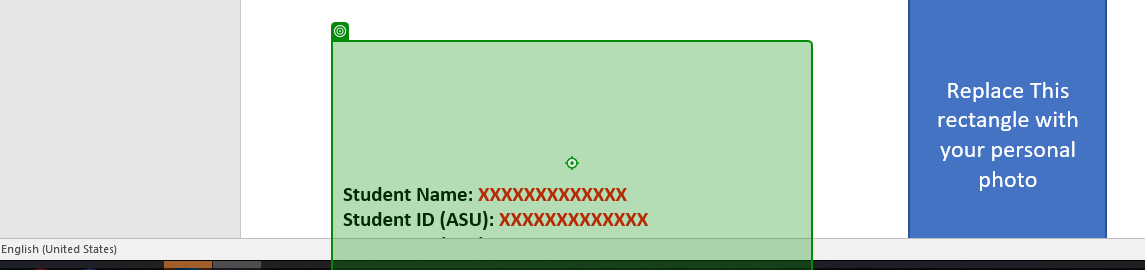 Replace This
rectangle with
your personal
photo
Student Name: XXXXXXXXXXXXX
Student ID (ASU): XXXXXXXXXXXXX
English (United States)